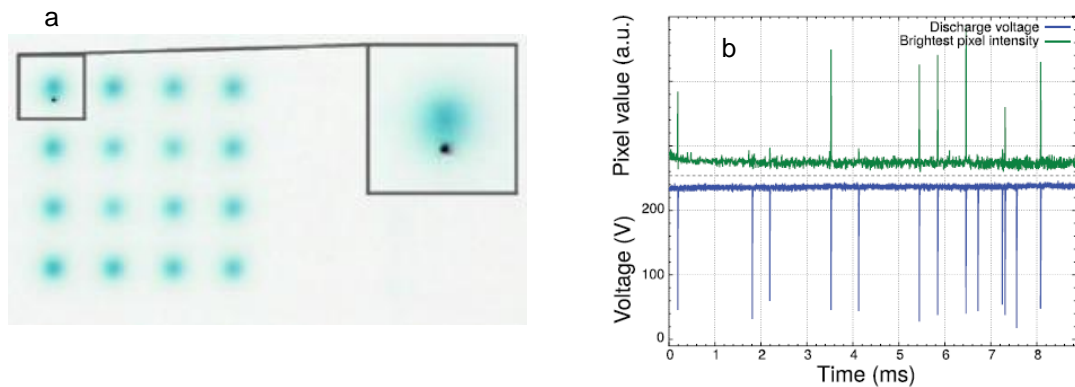 a
b
Discharge voltage
Brightest pixel intensity
Pixel value (a.u.)
Voltage (V)
200
100
0
0 1 2 3 4 5 6 7 8
Time (ms)